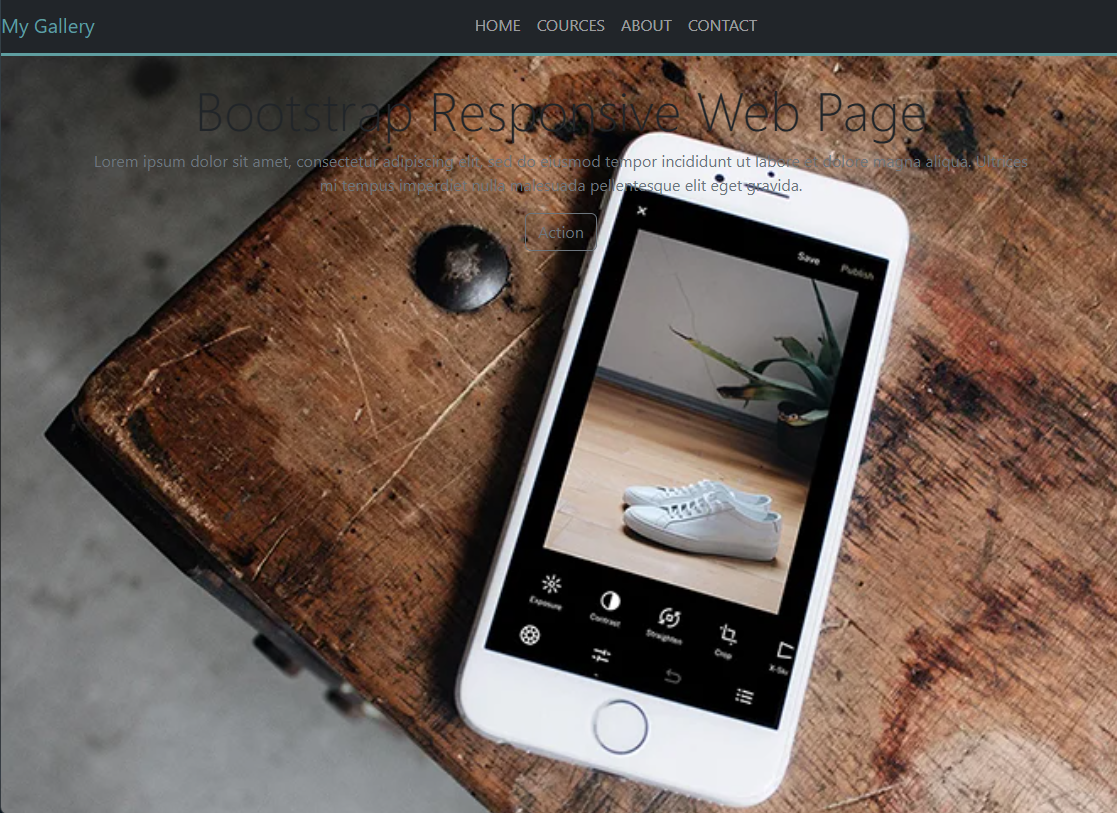 My Gallery
HOME COURCES ABOUT CONTACT
Bootstrap Responsive Web Page
Lorem ipsum dolor sit amet, consectetur adipiscing elit, sed do eiusmod tempor incididunt ut labore et dolore magna aliqua. Ultrices
mi tempus imperdiet nulla malesuada pellentesque elit eget gravida.
Action
Save Publish
Exposure Contrast Straighten Crop